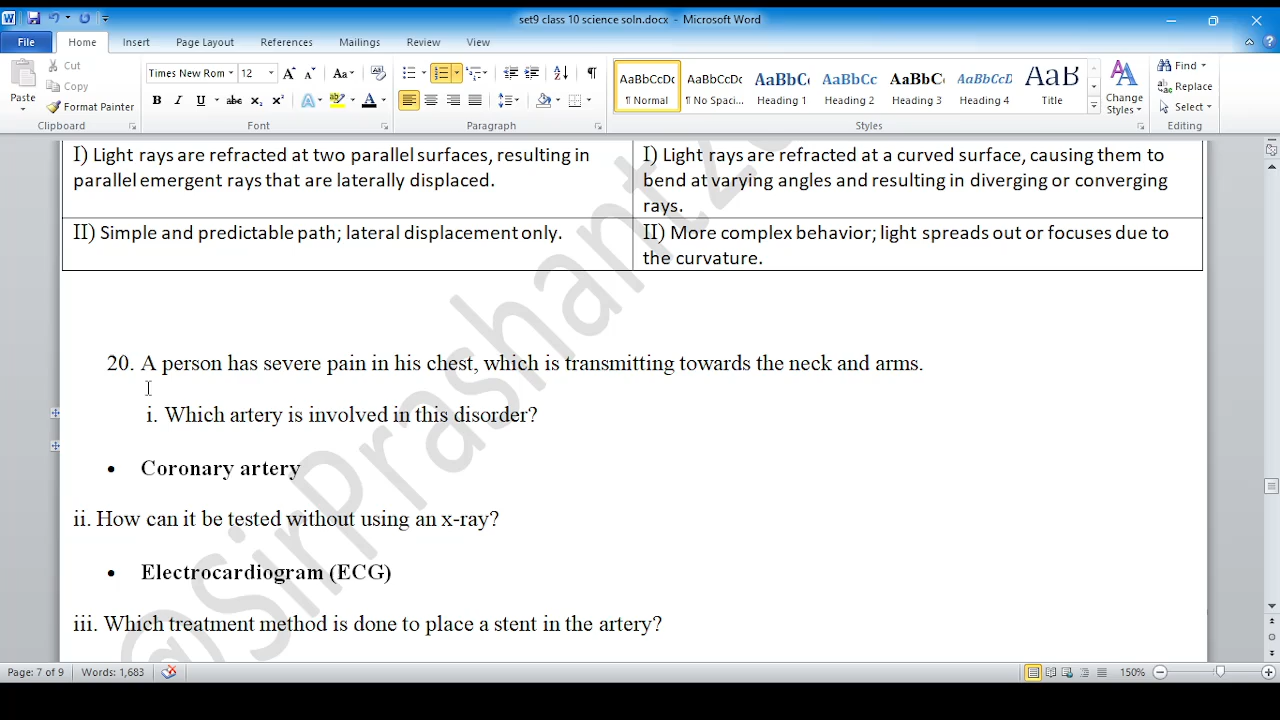 set9 class 10 science soln.docx - Microsoft Word
File Home Insert Page Layout References Mailings Review View
Cut
Copy
Format Painter
Paste
Clipboard
Times New Rom 12
Font
Paragraph
AaBbCcDc AaBbCcDc AaBbC AaBbCc AaBbC AaBbCcI AaB
¶ Normal ¶ No Spaci... Heading 1 Heading 2 Heading 3 Heading 4 Title
Change Styles
Styles
Find
Replace
Select
Editing
I) Light rays are refracted at two parallel surfaces, resulting in
parallel emergent rays that are laterally displaced.
I) Light rays are refracted at a curved surface, causing them to
bend at varying angles and resulting in diverging or converging
rays.
II) Simple and predictable path; lateral displacement only.
II) More complex behavior; light spreads out or focuses due to
the curvature.
20. A person has severe pain in his chest, which is transmitting towards the neck and arms.
i. Which artery is involved in this disorder?
• Coronary artery
ii. How can it be tested without using an x-ray?
• Electrocardiogram (ECG)
iii. Which treatment method is done to place a stent in the artery?
Page: 7 of 9 Words: 1,683 150%